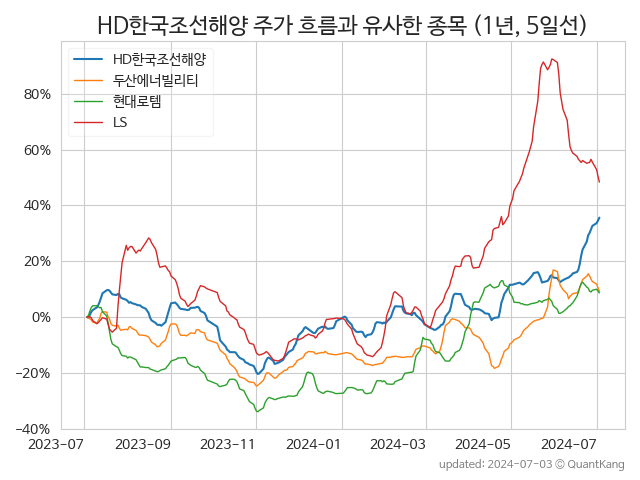 HD한국조선해양 주가 흐름과 유사한 종목 (1년, 5일선)
HD한국조선해양
두산에너빌리티
현대로템
LS
80%
60%
40%
20%
0%
−20%
−40%
2023-07 2023-09 2023-11 2024-01 2024-03 2024-05 2024-07
updated: 2024-07-03 © QuantKang